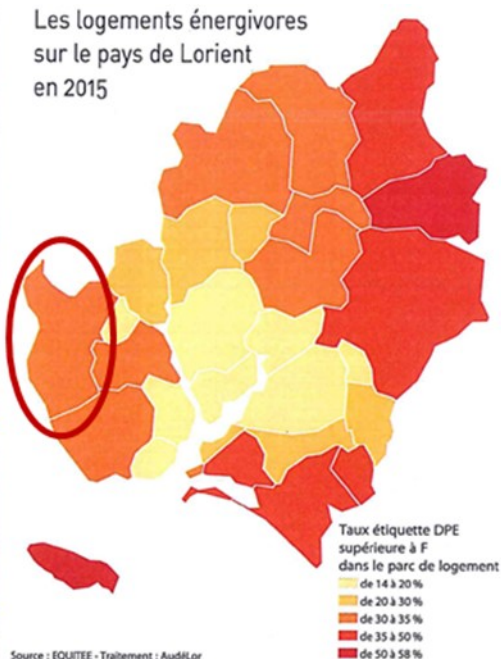 Les logements énergivores
sur le pays de Lorient
en 2015
Taux étiquette DPE
supérieure à F
dans le parc de logement
de 14 à 20 %
de 20 à 30 %
de 30 à 35 %
de 35 à 50 %
de 50 à 58 %
Source : EQUITEE - Traitement : AudéLor